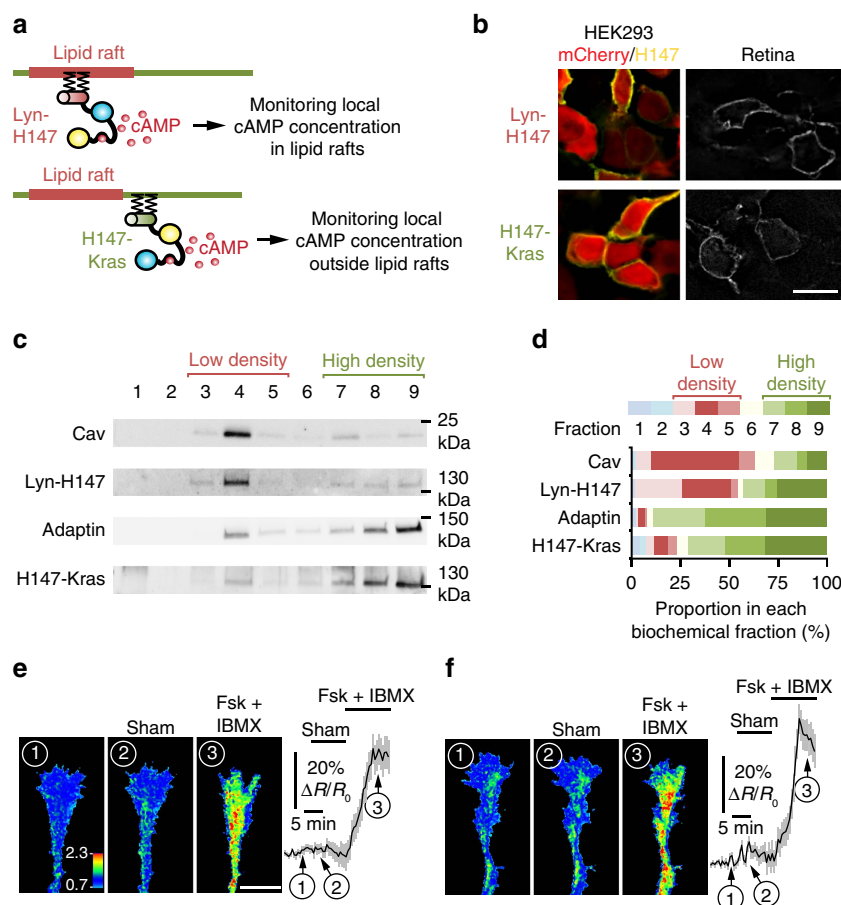 a
Lipid raft
Lyn-
H147
cAMP
Monitoring local
cAMP concentration
in lipid rafts
Lipid raft
H147-
Kras
cAMP
Monitoring local
cAMP concentration
outside lipid rafts
b
HEK293
mCherry/H147
Retina
Lyn-
H147
H147-
Kras
c
Low density
High density
1 2 3 4 5 6 7 8 9
Cav
25
kDa
Lyn-H147
130
kDa
Adaptin
150
kDa
H147-Kras
130
kDa
d
Low
density
High
density
Fraction 1 2 3 4 5 6 7 8 9
Cav
Lyn-H147
Adaptin
H147-Kras
0 25 50 75 100
Proportion in each
biochemical fraction (%)
e
Sham
Fsk +
IBMX
1
2
3
2.3
0.7
Fsk + IBMX
Sham
20%
ΔR/R0
5 min
1
2
3
f
Sham
Fsk +
IBMX
1
2
3
Fsk + IBMX
Sham
20%
ΔR/R0
5 min
1
2
3